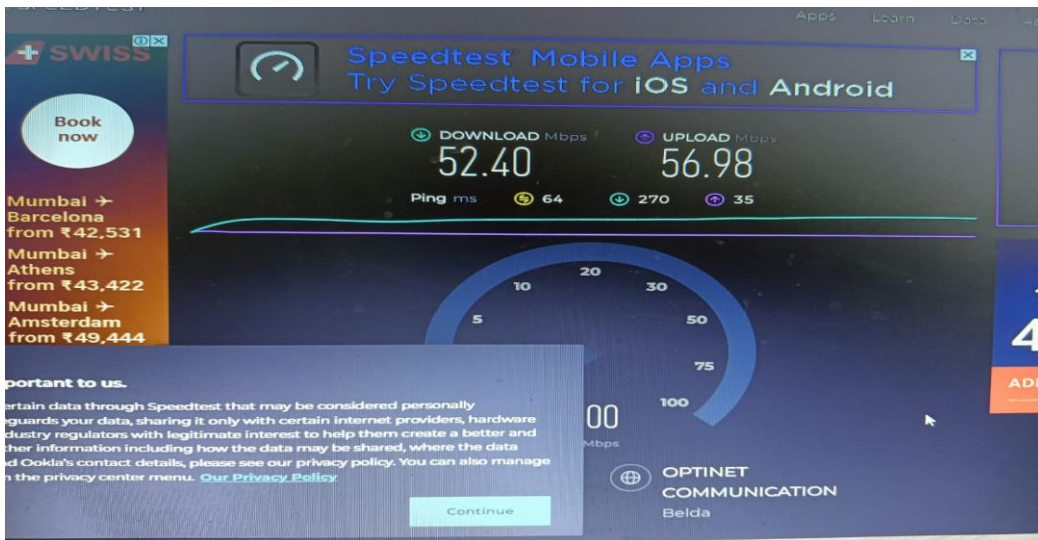 SPEEDTEST
Apps Learn Data
SWISS
Book
now
Mumbai
Barcelona
from ₹42,531
Mumbai
Athens
from ₹43,422
Mumbai
Amsterdam
from ₹49,444
Speedtest® Mobile Apps
Try Speedtest for iOS and Android
DOWNLOAD Mbps
52.40
UPLOAD Mbps
56.98
Ping ms 64 270 35
5
10
20
30
50
75
100
00
Mbps
OPTINET
COMMUNICATION
Belda
portant to us.
ertain data through Speedtest that may be considered personally
eguards your data, sharing it only with certain internet providers, hardware
dustry regulators with legitimate interest to help them create a better and
ther information including how the data may be shared, where the data
nd Ookla's contact details, please see our privacy policy. You can also manage
n the privacy center menu. Our Privacy Policy
Continue
4
AD